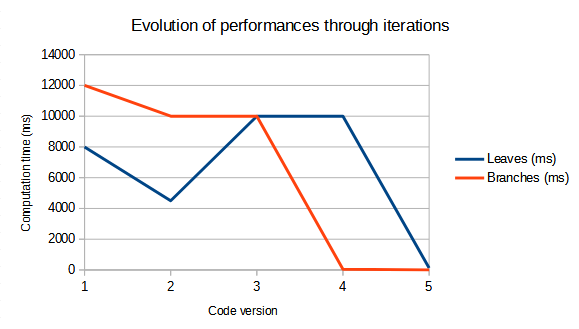 Evolution of performances through iterations
14000
12000
10000
8000
6000
4000
2000
0
Computation time (ms)
1 2 3 4 5
Code version
Leaves (ms)
Branches (ms)